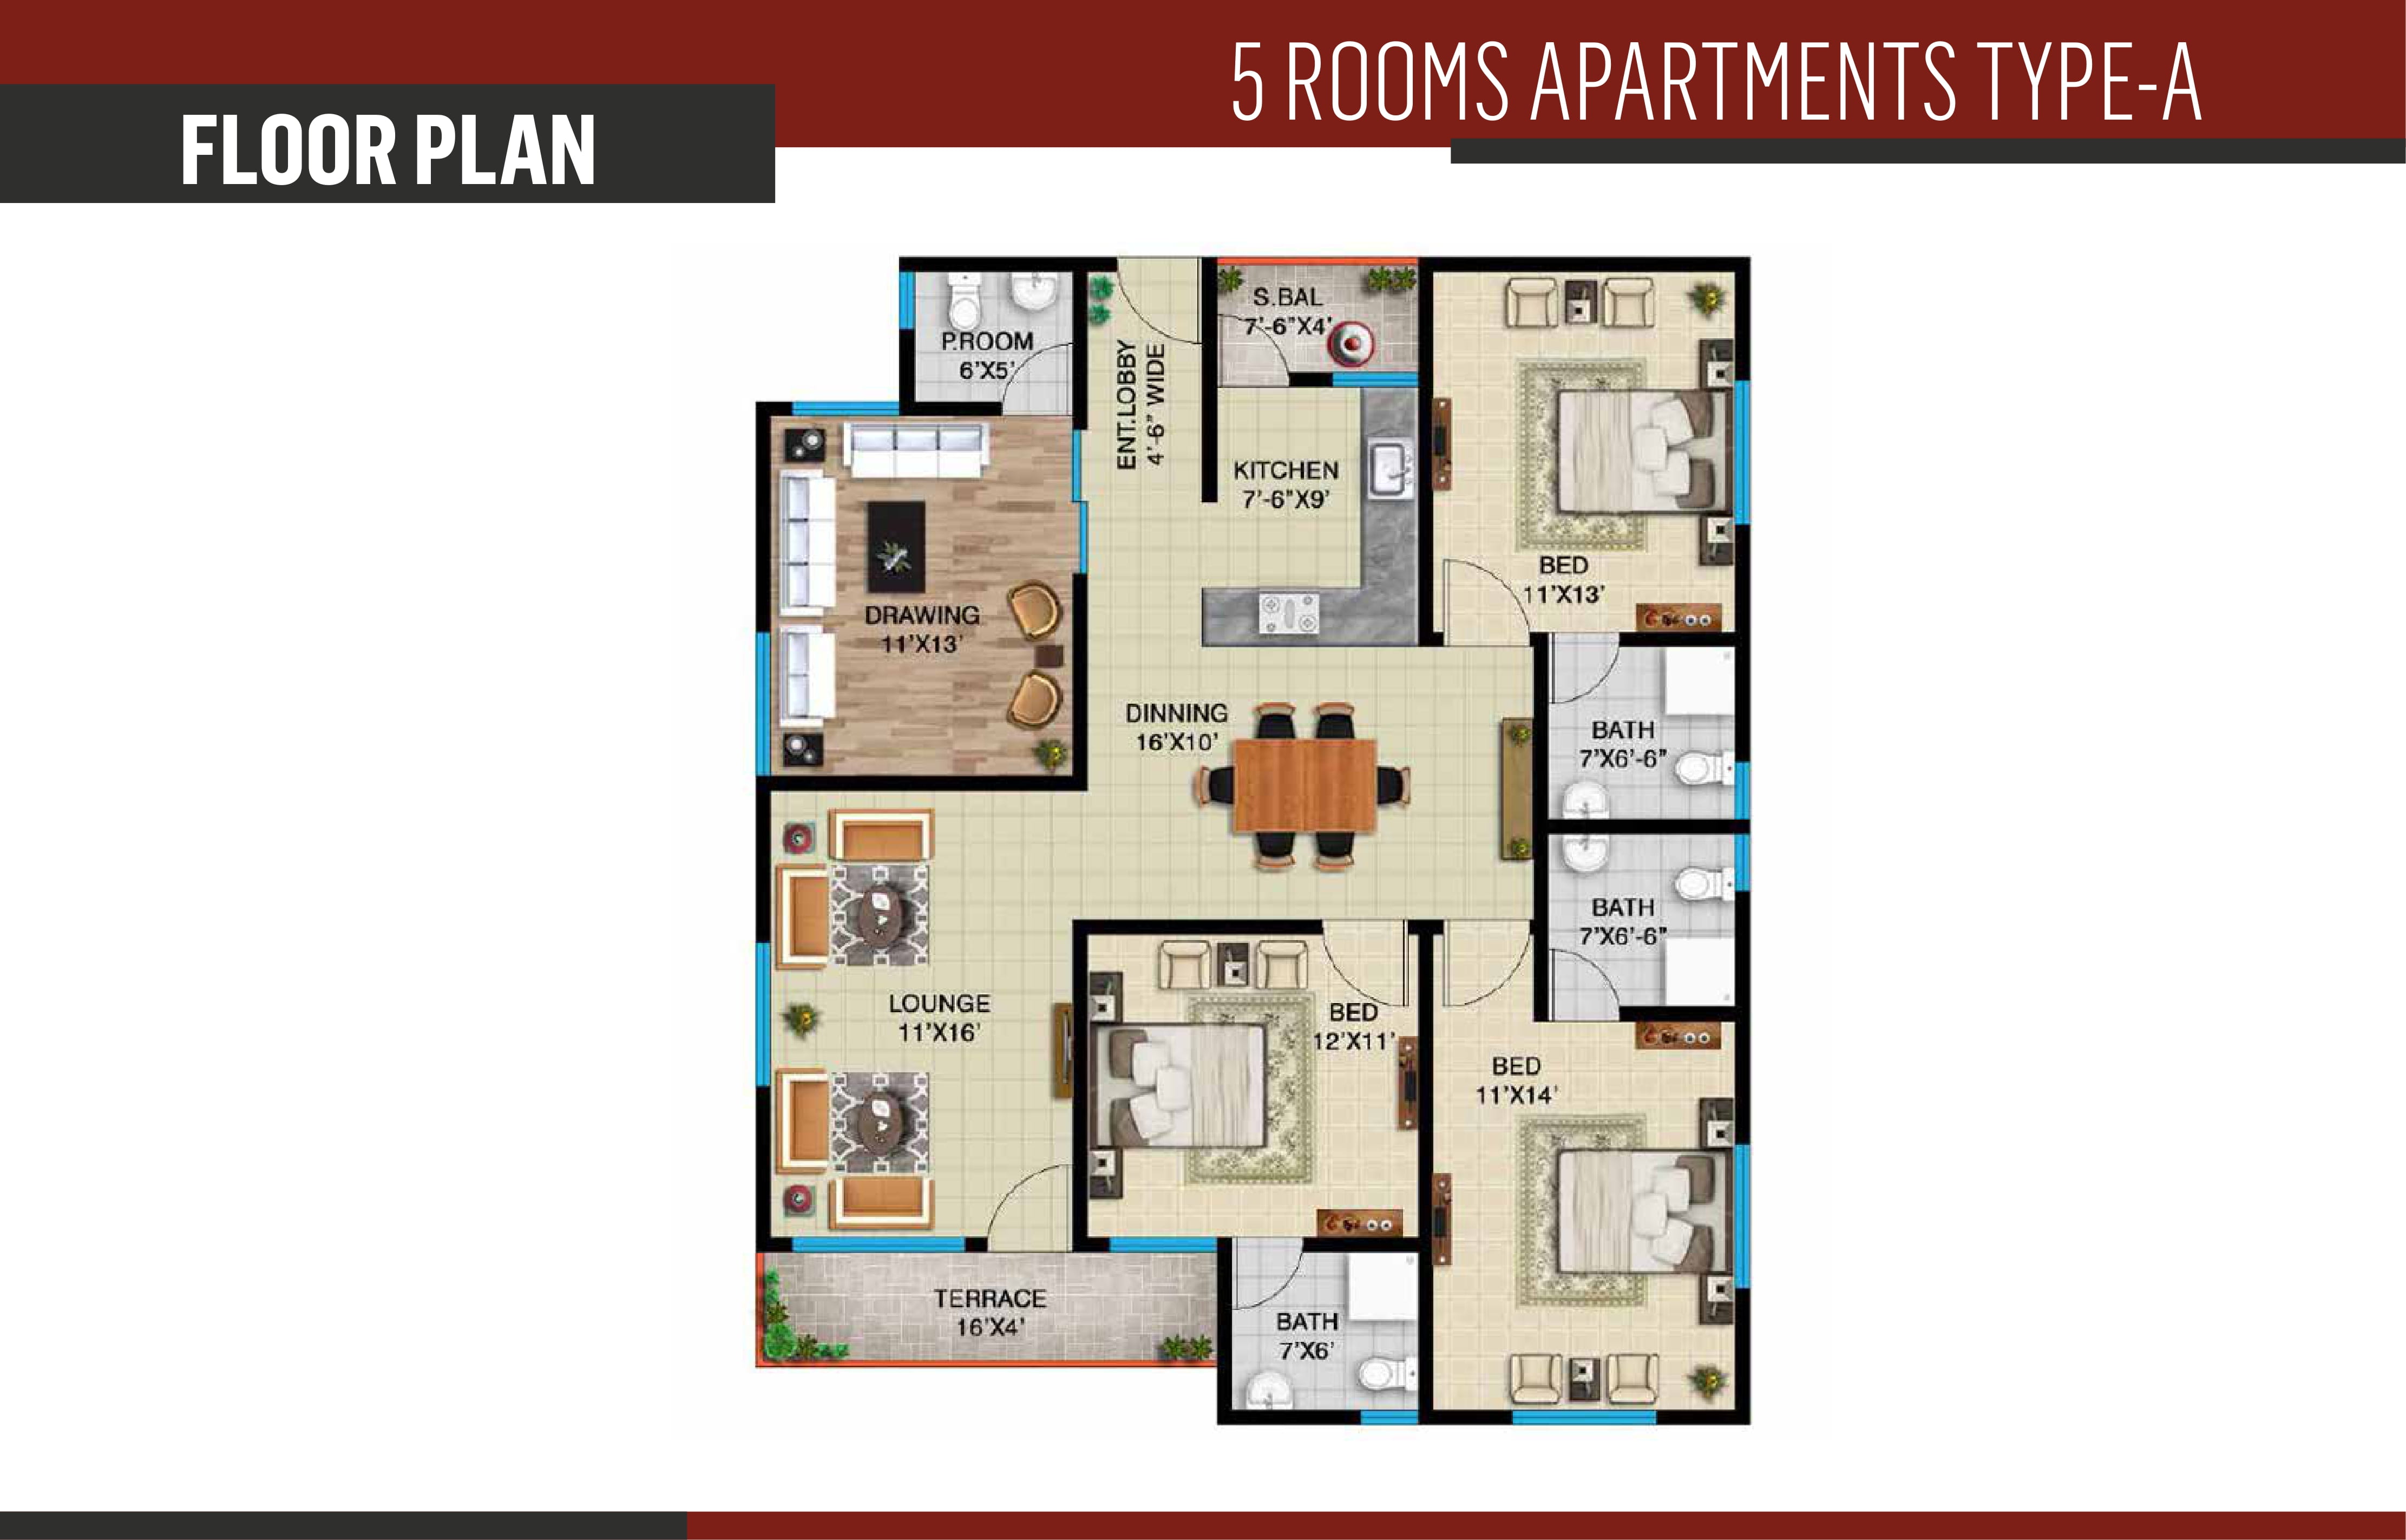 5 ROOMS APARTMENTS TYPE-A
FLOOR PLAN
P.ROOM
6'X5'
ENT.LOBBY
4'-6" WIDE
S.BAL
7'-6"X4'
KITCHEN
7'-6"X9'
BED
11'X13'
DRAWING
11'X13'
DINNING
16'X10'
BATH
7'X6'-6"
BATH
7'X6'-6"
LOUNGE
11'X16'
BED
12'X11'
BED
11'X14'
TERRACE
16'X4'
BATH
7'X6'